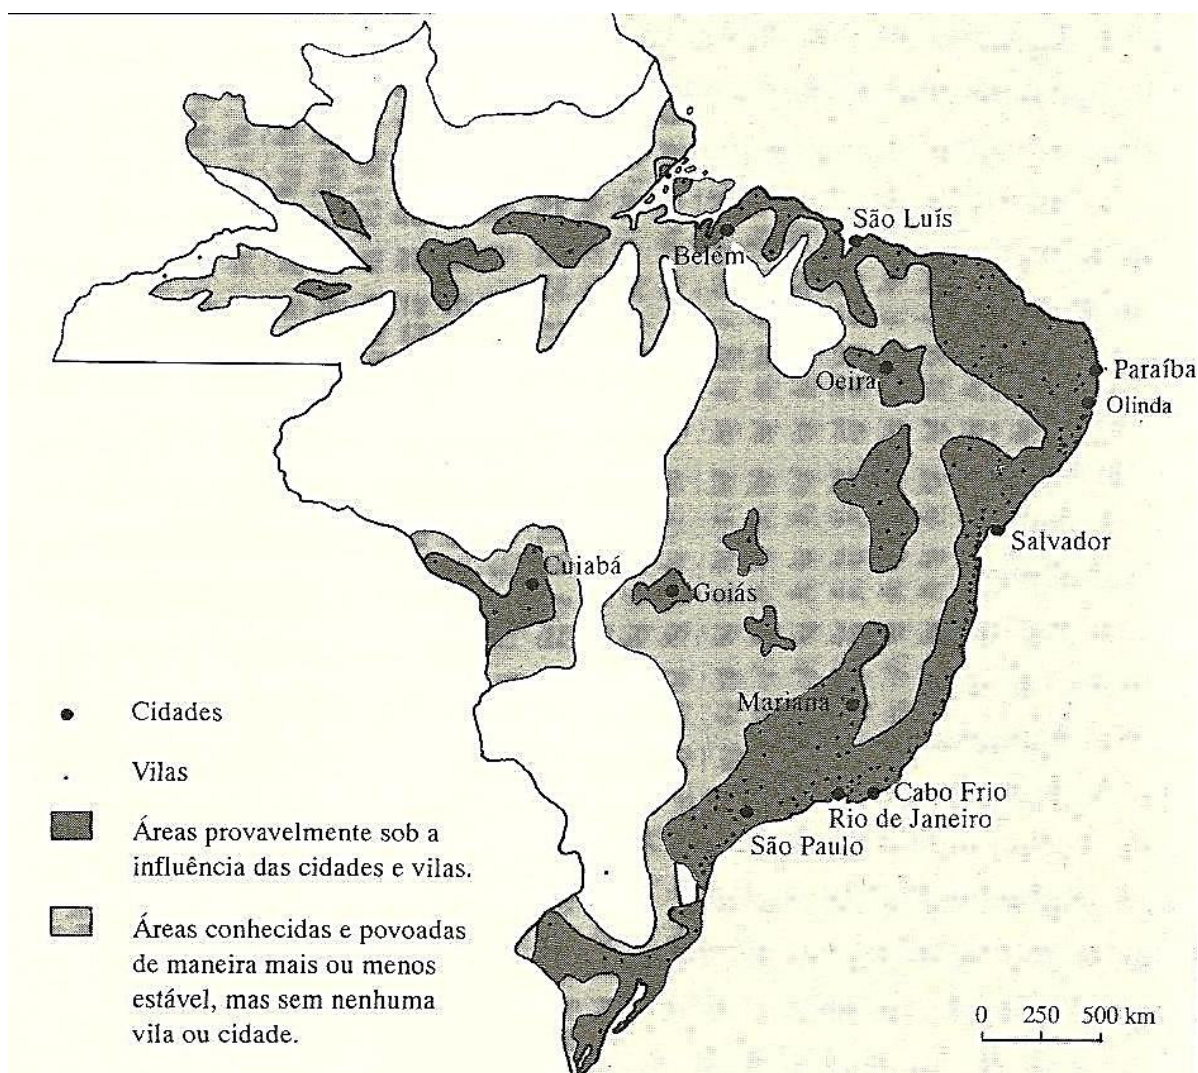 São Luís
Belém
Oeira
Paraíba
Olinda
Salvador
Cuiabá
Goiás
Mariana
Cabo Frio
Rio de Janeiro
São Paulo
Cidades
Vilas
Áreas provavelmente sob a
influência das cidades e vilas.
Áreas conhecidas e povoadas
de maneira mais ou menos
estável, mas sem nenhuma
vila ou cidade.
0 250 500 km